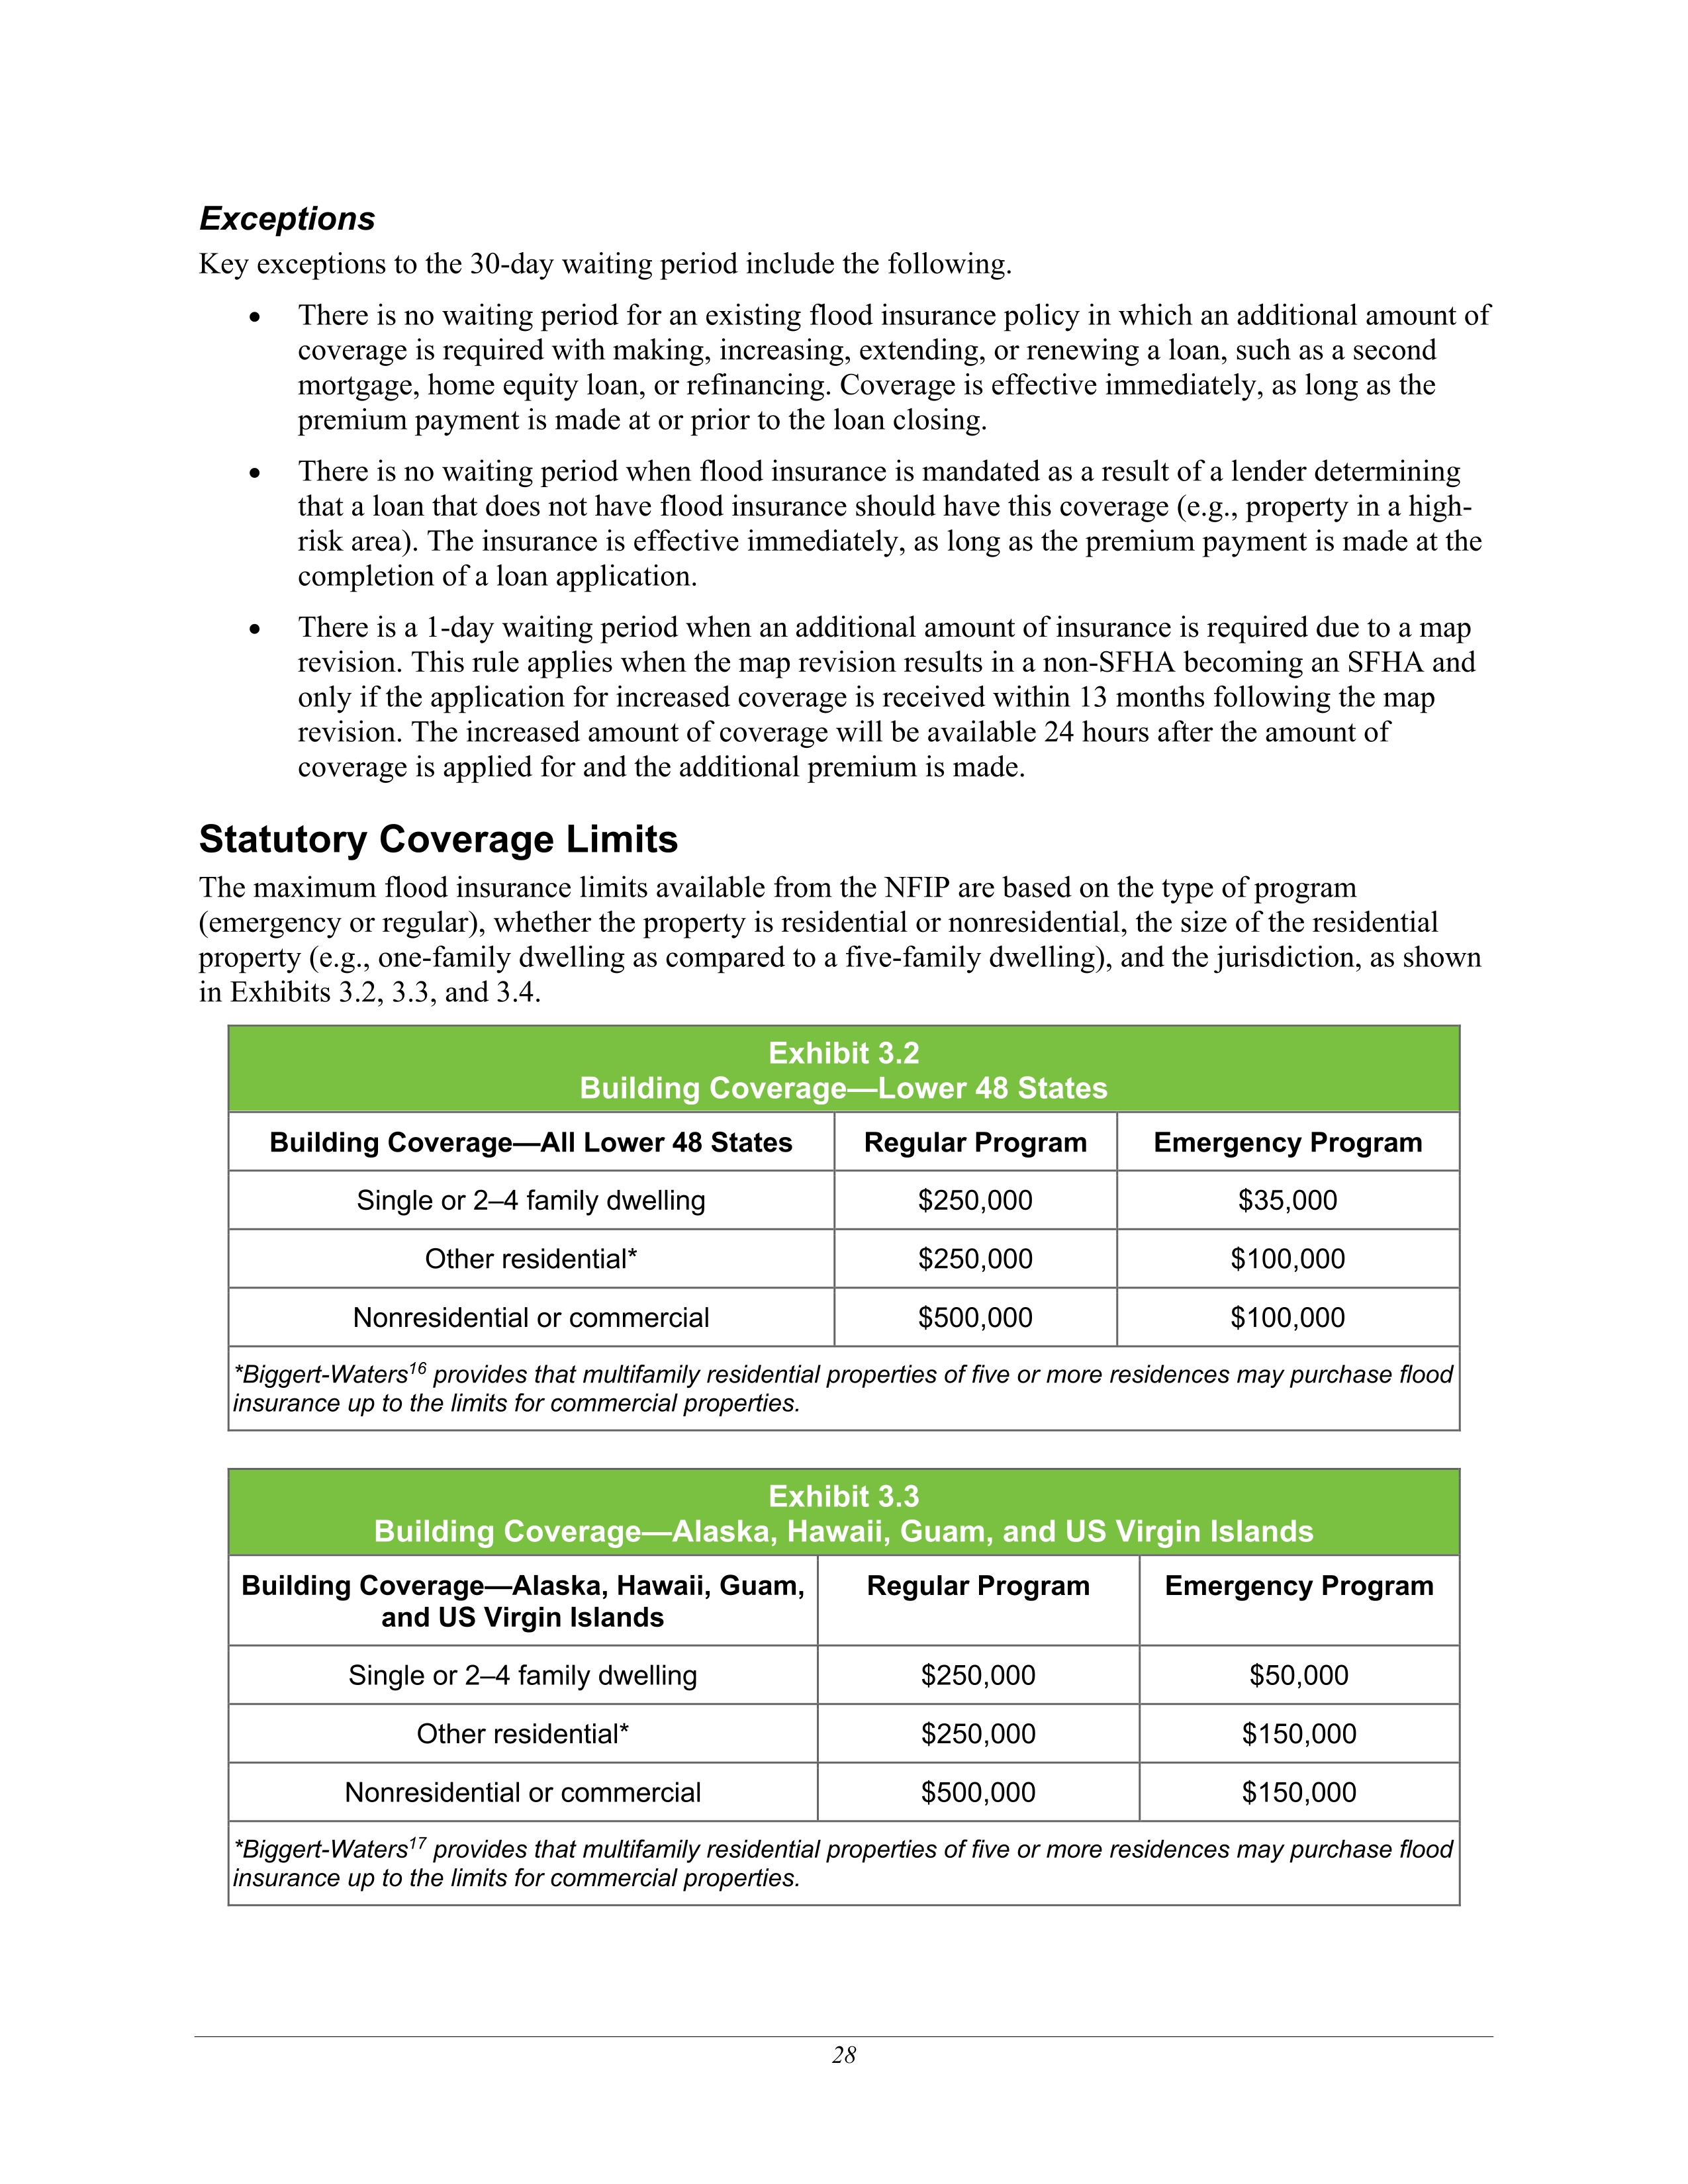 Exceptions
Key exceptions to the 30-day waiting period include the following.
• There is no waiting period for an existing flood insurance policy in which an additional amount of
coverage is required with making, increasing, extending, or renewing a loan, such as a second
mortgage, home equity loan, or refinancing. Coverage is effective immediately, as long as the
premium payment is made at or prior to the loan closing.
• There is no waiting period when flood insurance is mandated as a result of a lender determining
that a loan that does not have flood insurance should have this coverage (e.g., property in a high-
risk area). The insurance is effective immediately, as long as the premium payment is made at the
completion of a loan application.
• There is a 1-day waiting period when an additional amount of insurance is required due to a map
revision. This rule applies when the map revision results in a non-SFHA becoming an SFHA and
only if the application for increased coverage is received within 13 months following the map
revision. The increased amount of coverage will be available 24 hours after the amount of
coverage is applied for and the additional premium is made.
Statutory Coverage Limits
The maximum flood insurance limits available from the NFIP are based on the type of program
(emergency or regular), whether the property is residential or nonresidential, the size of the residential
property (e.g., one-family dwelling as compared to a five-family dwelling), and the jurisdiction, as shown
in Exhibits 3.2, 3.3, and 3.4.
Exhibit 3.2
Building Coverage—Lower 48 States
Building Coverage—All Lower 48 States Regular Program Emergency Program
Single or 2–4 family dwelling $250,000 $35,000
Other residential* $250,000 $100,000
Nonresidential or commercial $500,000 $100,000
*Biggert-Waters16 provides that multifamily residential properties of five or more residences may purchase flood
insurance up to the limits for commercial properties.
Exhibit 3.3
Building Coverage—Alaska, Hawaii, Guam, and US Virgin Islands
Building Coverage—Alaska, Hawaii, Guam, Regular Program Emergency Program
and US Virgin Islands
Single or 2–4 family dwelling $250,000 $50,000
Other residential* $250,000 $150,000
Nonresidential or commercial $500,000 $150,000
*Biggert-Waters17 provides that multifamily residential properties of five or more residences may purchase flood
insurance up to the limits for commercial properties.
28